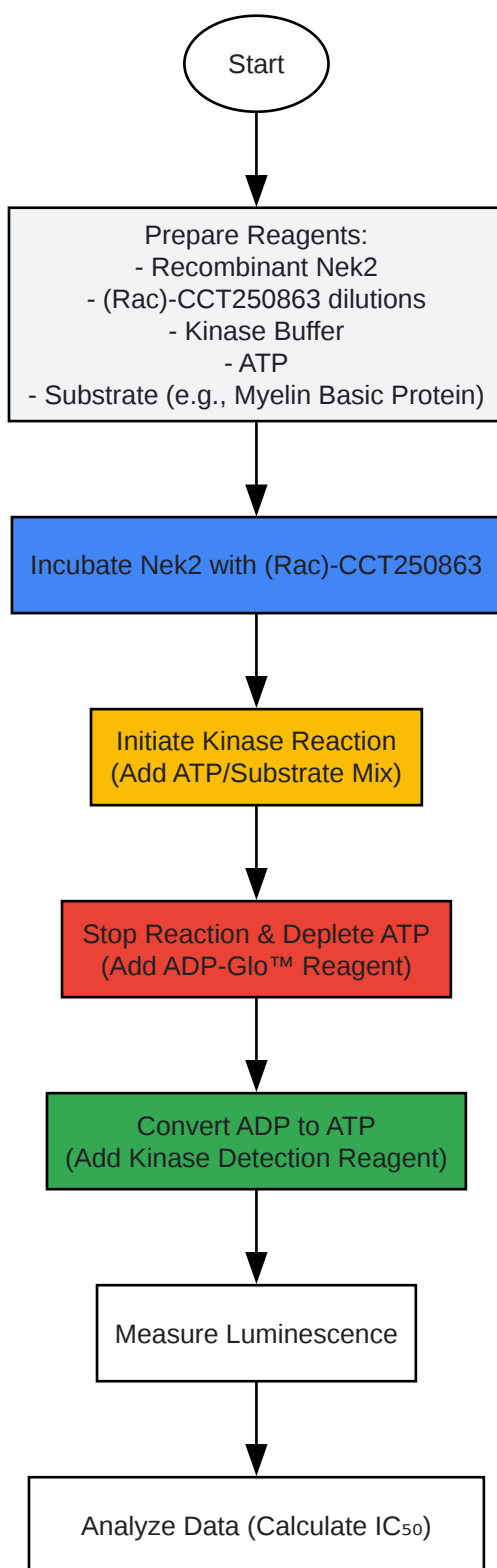 Start
Prepare Reagents:
- Recombinant Nek2
- (Rac)-CCT250863 dilutions
- Kinase Buffer
- ATP
- Substrate (e.g., Myelin Basic Protein)
Incubate Nek2 with (Rac)-CCT250863
Initiate Kinase Reaction
(Add ATP/Substrate Mix)
Stop Reaction & Deplete ATP
(Add ADP-Glo™ Reagent)
Convert ADP to ATP
(Add Kinase Detection Reagent)
Measure Luminescence
Analyze Data (Calculate IC₅₀)